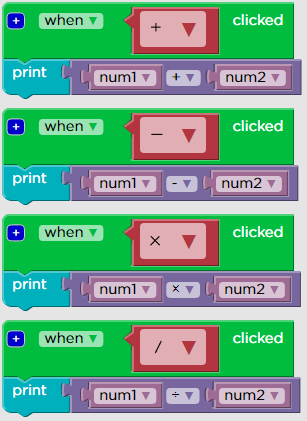 + when ▼ + ▼ clicked
print num1 ▼ + ▼ num2 ▼
+ when ▼ − ▼ clicked
print num1 ▼ - ▼ num2 ▼
+ when ▼ × ▼ clicked
print num1 ▼ × ▼ num2 ▼
+ when ▼ / ▼ clicked
print num1 ▼ ÷ ▼ num2 ▼